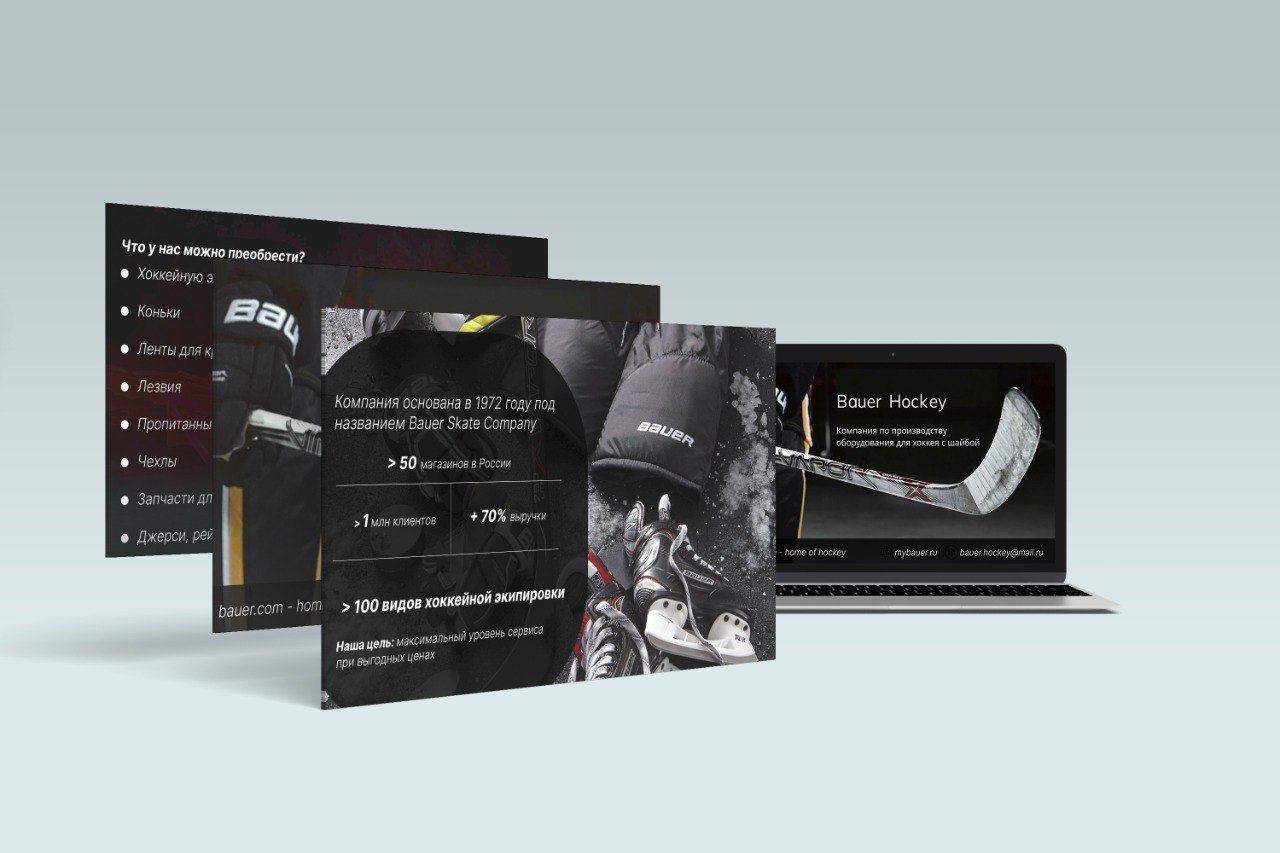 Что у нас можно преобрести?
Хоккейную э
Коньки
Ленты для к
Лезвия
Пропитанны
Чехлы
Запчасти дл
Джерси, рей
Bau
bauer.com - hom
Компания основана в 1972 году под
названием Bauer Skate Company
> 50 магазинов в России
> 1 млн клиентов
+ 70% выручки
> 100 видов хоккейной экипировки
Наша цель: максимальный уровень сервиса
при выгодных ценах
BAUER
BAUER
Bauer Hockey
Компания по производству
оборудования для хоккея с шайбой
- home of hockey
mybauer.ru
bauer.hockey@mail.ru